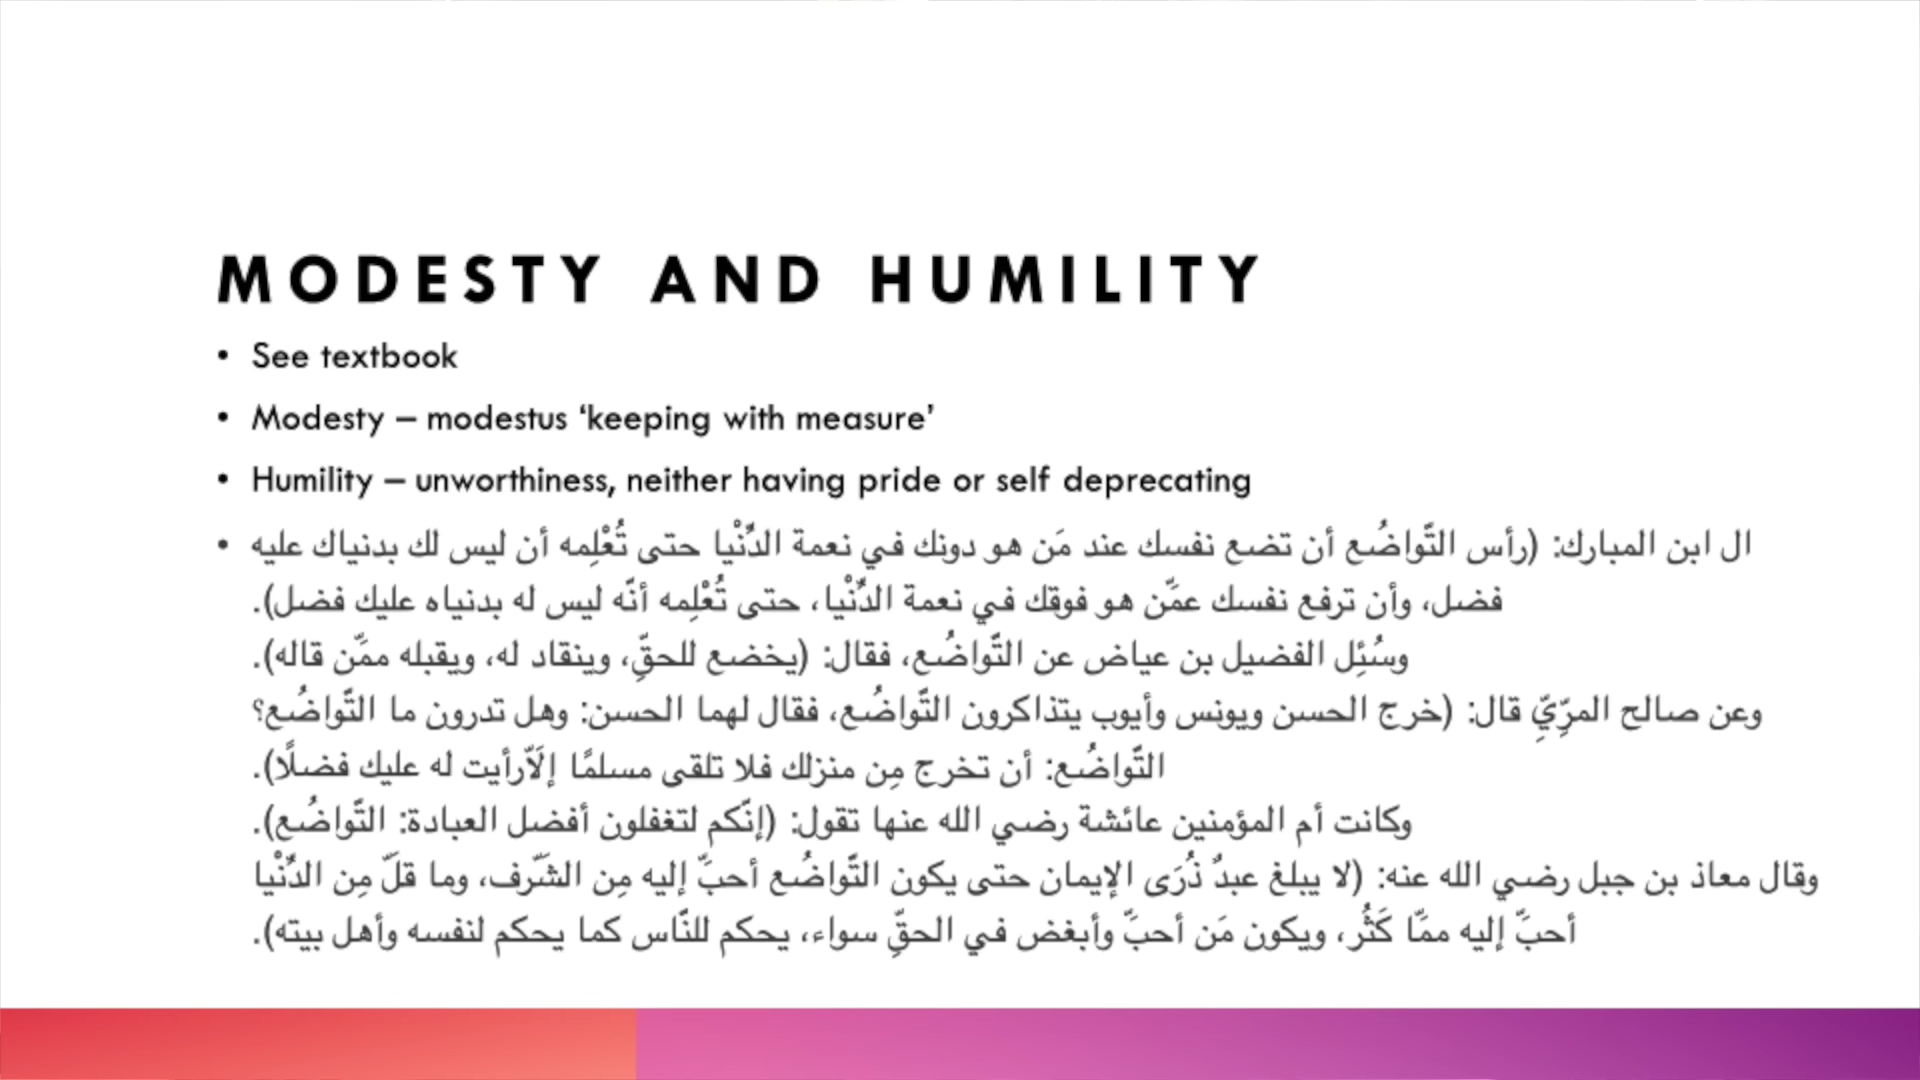 MODESTY AND HUMILITY
• See textbook
• Modesty – modestus ‘keeping with measure’
• Humility – unworthiness, neither having pride or self deprecating
• ال ابن المبارك: (رأس التَّواضُع أن تضع نفسك عند مَن هو دونك في نعمة الدُّنْيا حتى تُعْلِمه أن ليس لك بدنياك عليه
فضل، وأن ترفع نفسك عمَّن هو فوقك في نعمة الدُّنْيا، حتى تُعْلِمه أنَّه ليس له بدنياه عليك فضل).
وسُئِل الفضيل بن عياض عن التَّواضُع، فقال: (يخضع للحقِّ، وينقاد له، ويقبله ممَّن قاله).
وعن صالح المرِّيِّ قال: (خرج الحسن ويونس وأيوب يتذاكرون التَّواضُع، فقال لهما الحسن: وهل تدرون ما التَّواضُع؟
التَّواضُع: أن تخرج مِن منزلك فلا تلقى مسلمًا إلَّارأيت له عليك فضلًا).
وكانت أم المؤمنين عائشة رضي الله عنها تقول: (إنَّكم لتغفلون أفضل العبادة: التَّواضُع).
وقال معاذ بن جبل رضي الله عنه: (لا يبلغ عبدٌ ذُرَى الإيمان حتى يكون التَّواضُع أحبَّ إليه مِن الشَّرف، وما قلَّ مِن الدُّنْيا
أحبَّ إليه ممَّا كَثُر، ويكون مَن أحبَّ وأبغض في الحقِّ سواء، يحكم للنَّاس كما يحكم لنفسه وأهل بيته).